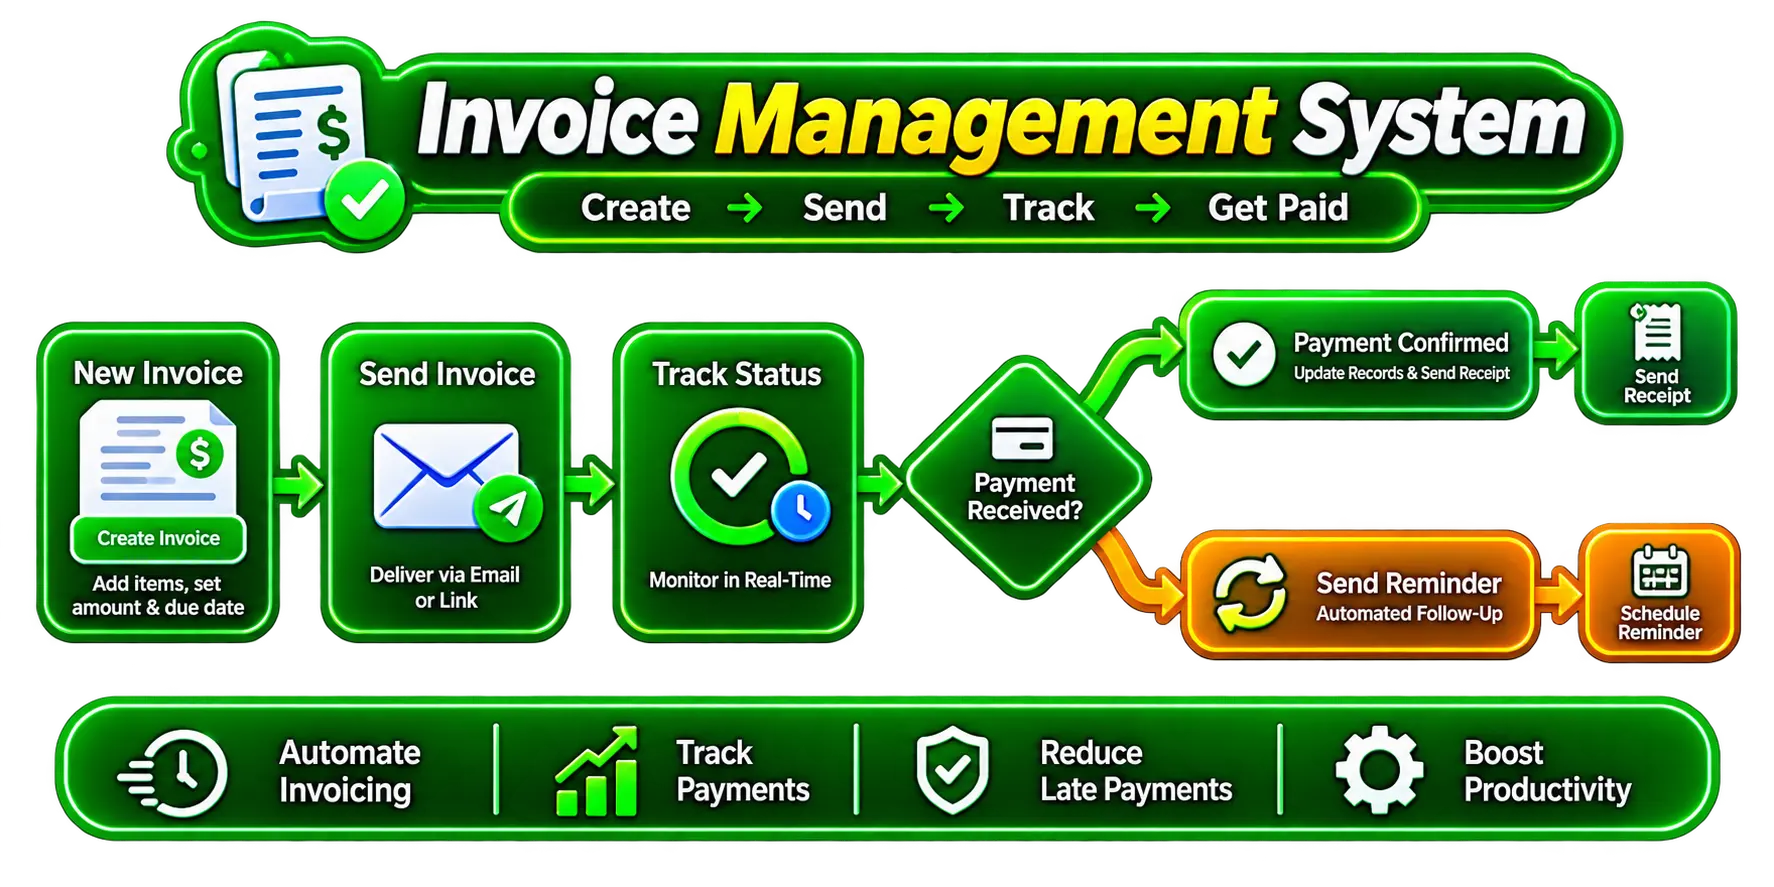 Invoice Management System
Create → Send → Track → Get Paid
New Invoice
$
Create Invoice
Add items, set
amount & due date
Send Invoice
Deliver via Email
or Link
Track Status
Monitor in Real-Time
Payment
Received?
Payment Confirmed
Update Records & Send Receipt
Send
Receipt
Send Reminder
Automated Follow-Up
Schedule
Reminder
Automate
Invoicing
Track
Payments
Reduce
Late Payments
Boost
Productivity